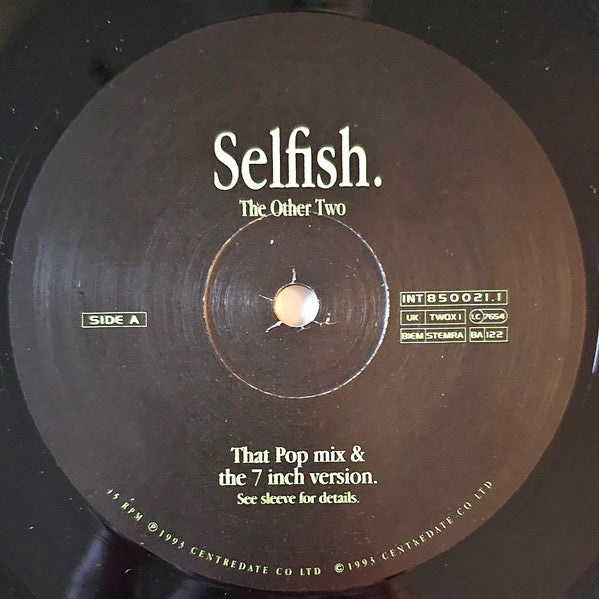 Selfish.
The Other Two
SIDE A
INT 850021.1
UK TWOX 1 LC 7654
BIEM STEMRA BA 122
That Pop mix &
the 7 inch version.
See sleeve for details.
45 RPM ℗ 1993 CENTREDATE CO LTD © 1993 CENTREDATE CO LTD